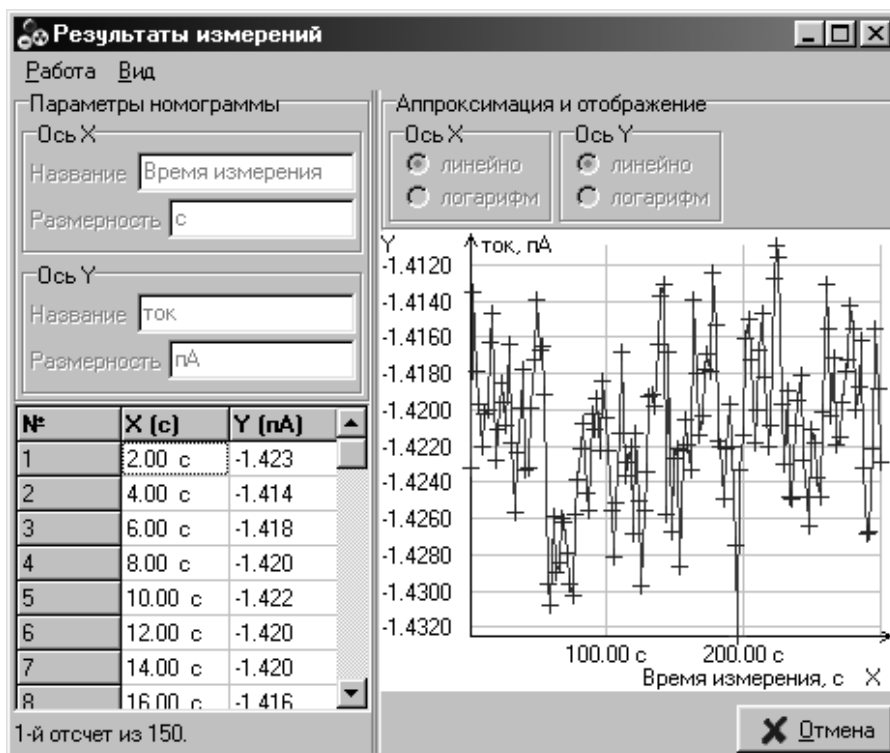 Результаты измерений
Работа Вид
Параметры номограммы
Ось X
Название Время измерения
Размерность с
Ось Y
Название ток
Размерность пА
№ X (с) Y (пА)
1 2.00 с -1.423
2 4.00 с -1.414
3 6.00 с -1.418
4 8.00 с -1.420
5 10.00 с -1.422
6 12.00 с -1.420
7 14.00 с -1.420
8 16.00 с -1.416
1-й отсчет из 150.
Аппроксимация и отображение
Ось X Ось Y
линейно линейно
логарифм логарифм
Y ток, пА
-1.4120
-1.4140
-1.4160
-1.4180
-1.4200
-1.4220
-1.4240
-1.4260
-1.4280
-1.4300
-1.4320
100.00 с 200.00 с
Время измерения, с X
Отмена